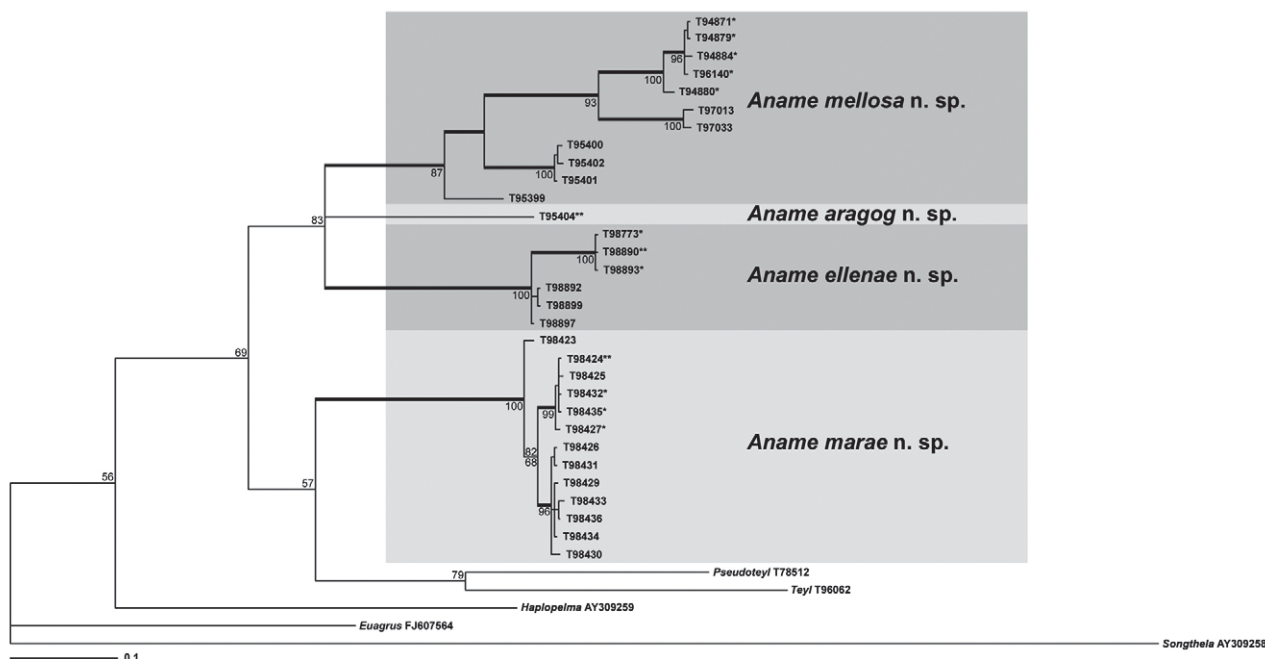 T94871*
T94879*
T94884*
96
T96140*
100
T94880*
Aname mellosa n. sp.
93
T97013
100
T97033
T95400
T95402
87
100
T95401
T95399
83
T95404**
Aname aragog n. sp.
T98773*
T98890**
100
T98893*
Aname ellenae n. sp.
T98892
100
T98899
T98897
T98423
69
T98424**
T98425
T98432*
100
99
T98435*
T98427*
Aname marae n. sp.
82
T98426
68
T98431
56
57
T98429
T98433
96
T98436
T98434
T98430
79
Pseudoteyl T78512
Teyl T96062
Haplopelma AY309259
Euagrus FJ607564
Songthela AY309258
0.1